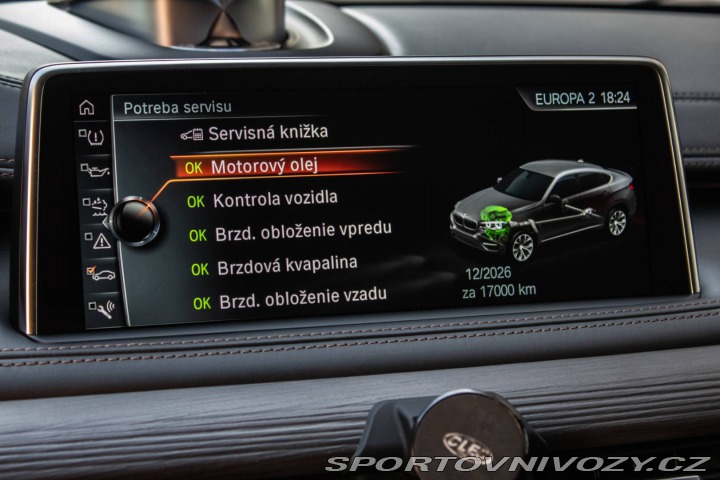 Potreba servisu
EUROPA 2 18:24
Servisná knižka
OK Motorový olej
OK Kontrola vozidla
OK Brzd. obloženie vpredu
OK Brzdová kvapalina
OK Brzd. obloženie vzadu
12/2026
za 17000 km
SPORTOVNIVOZY.CZ